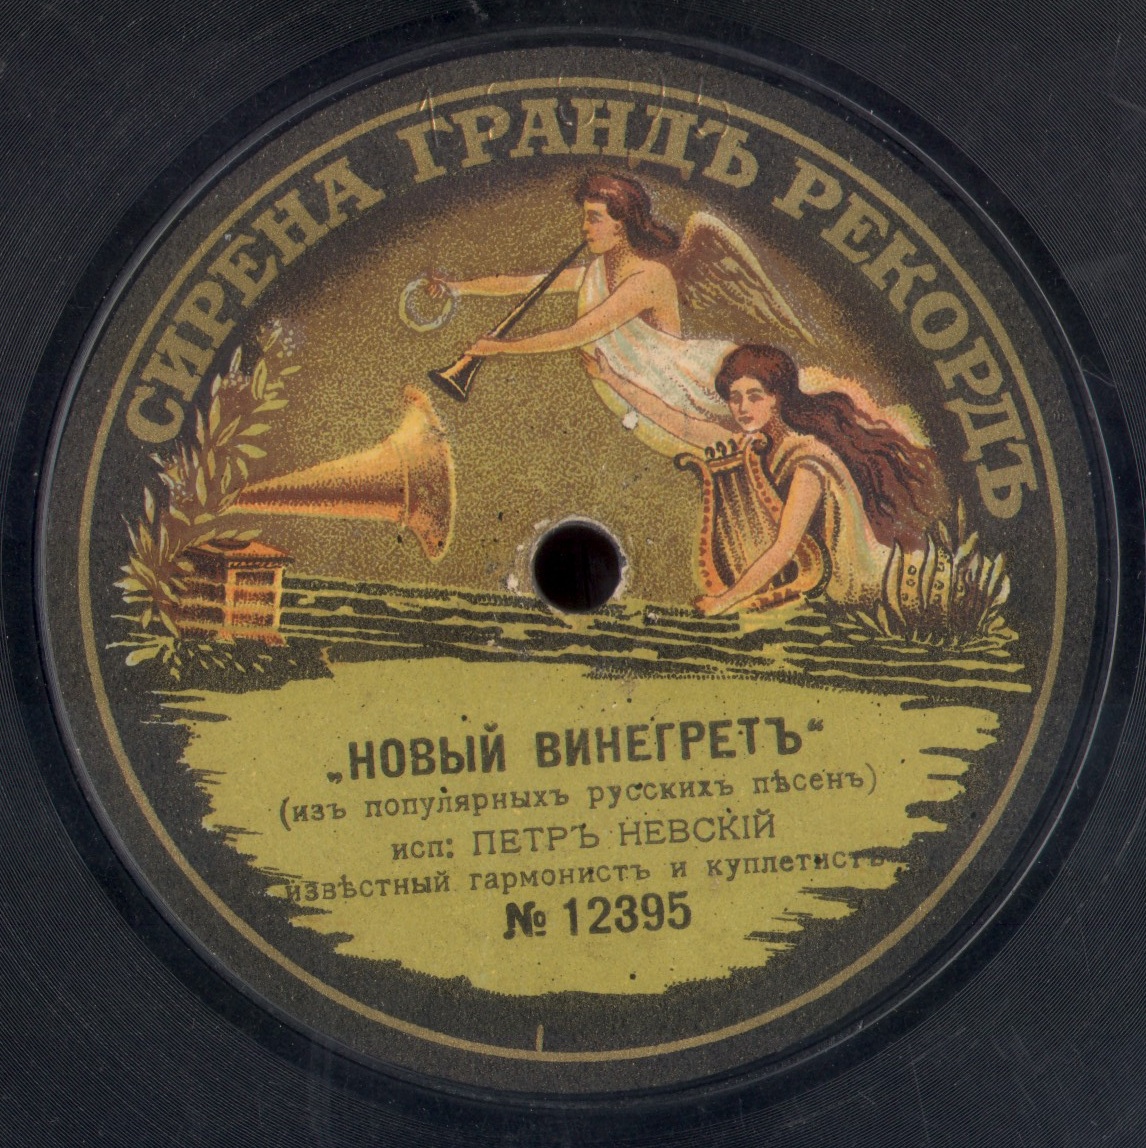 СИРЕНА ГРАНДЪ РЕКОРДЪ
„НОВЫЙ ВИНЕГРЕТЪ“
(изъ популярныхъ русскихъ пѣсенъ)
исп: ПЕТРЪ НЕВСКІЙ
извѣстный гармонистъ и куплетистъ
№ 12395